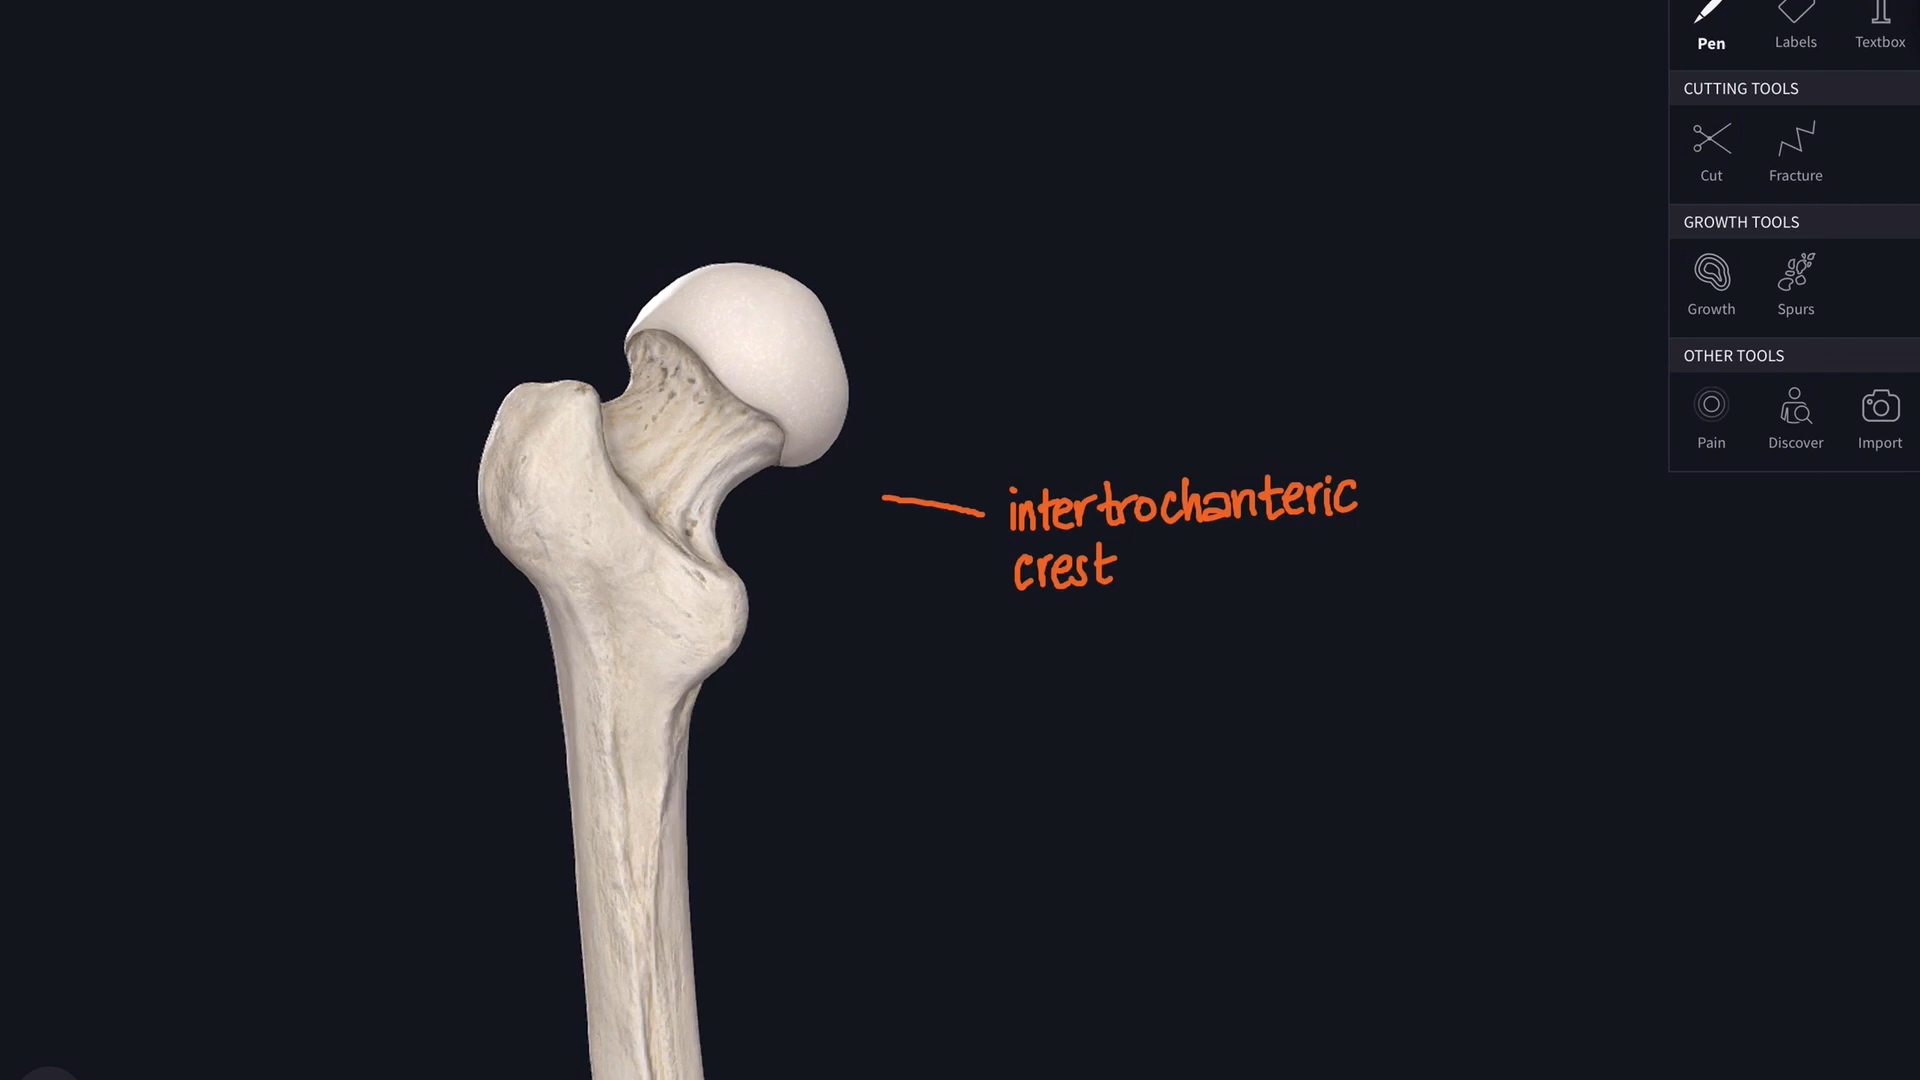 Pen Labels Textbox
CUTTING TOOLS
Cut Fracture
GROWTH TOOLS
Growth Spurs
OTHER TOOLS
Pain Discover Import
intertrochanteric
crest